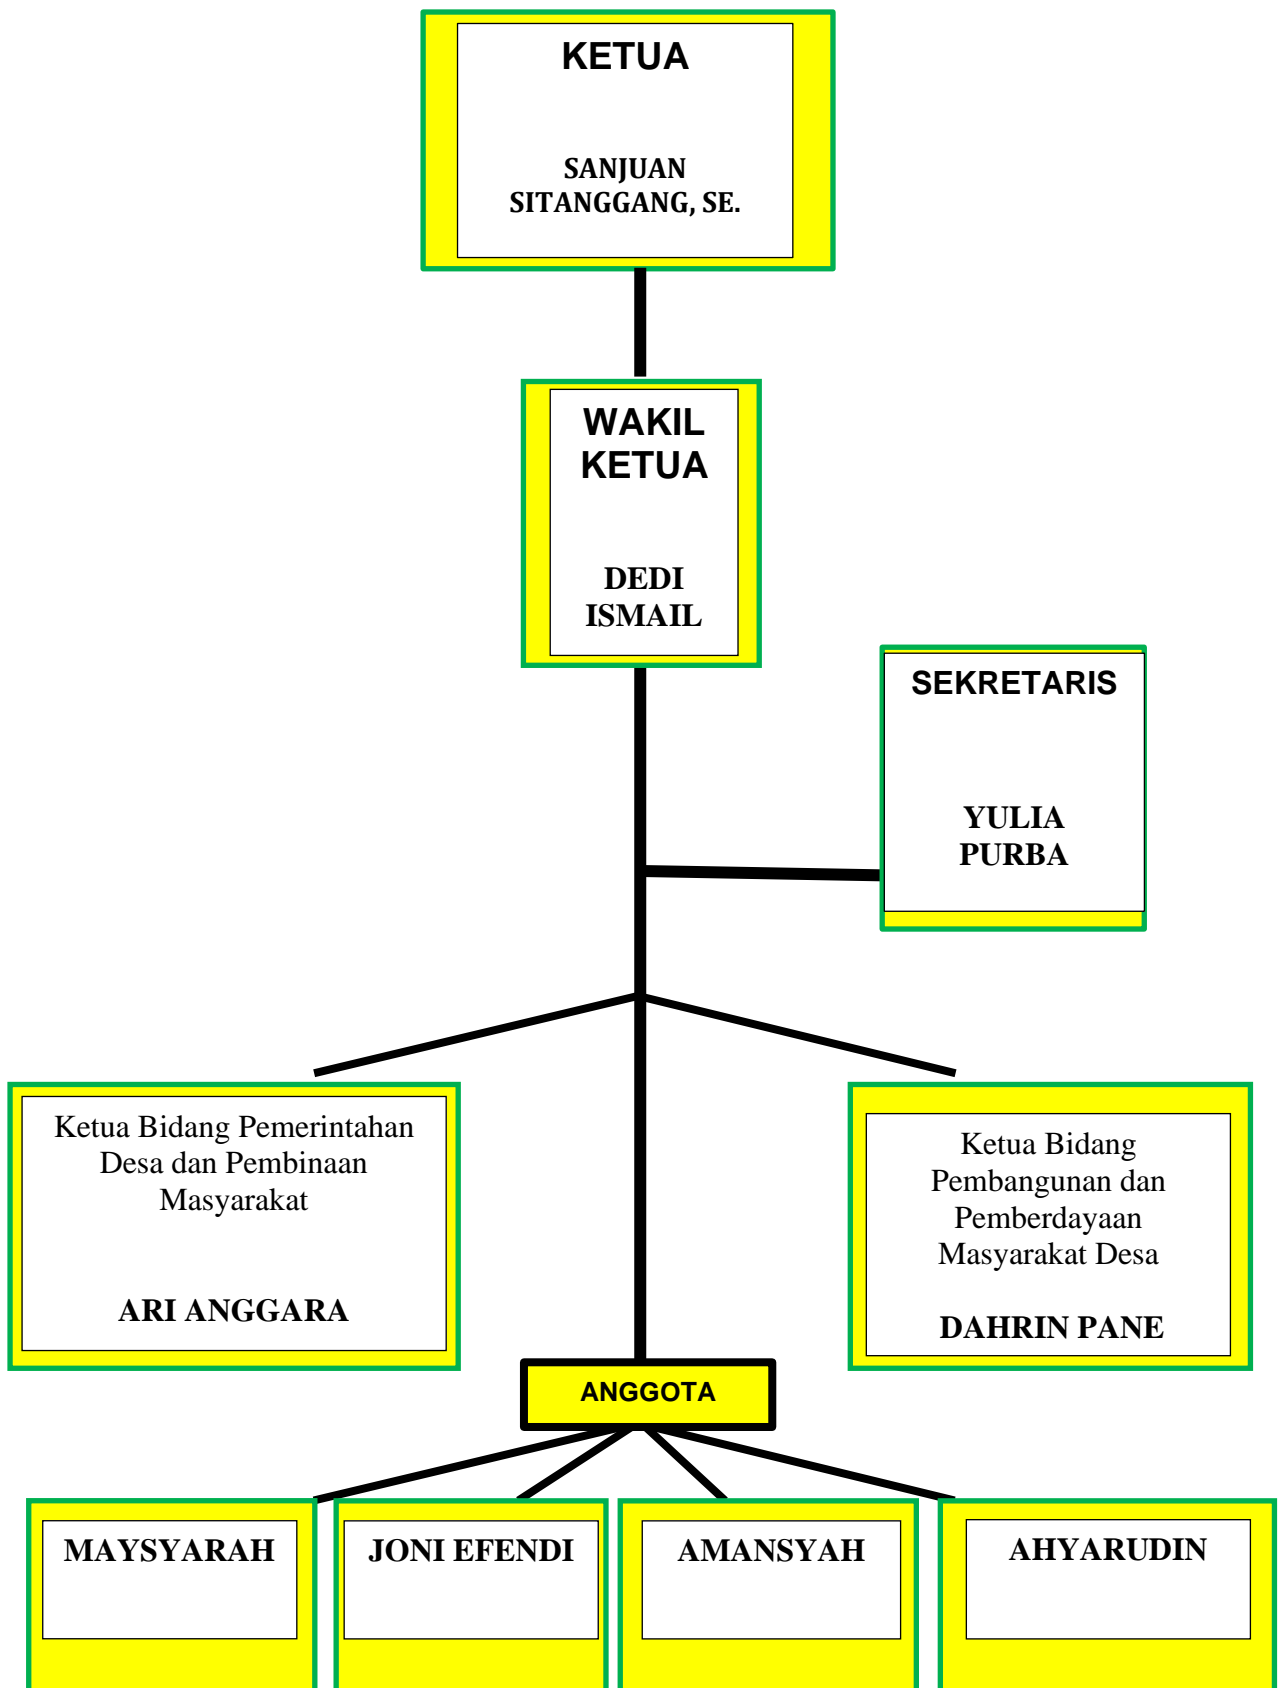 KETUA
SANJUAN
SITANGGANG, SE.
WAKIL
KETUA
DEDI
ISMAIL
SEKRETARIS
YULIA
PURBA
Ketua Bidang Pemerintahan
Desa dan Pembinaan
Masyarakat
ARI ANGGARA
Ketua Bidang
Pembangunan dan
Pemberdayaan
Masyarakat Desa
DAHRIN PANE
ANGGOTA
MAYSYARAH
JONI EFENDI
AMANSYAH
AHYARUDIN